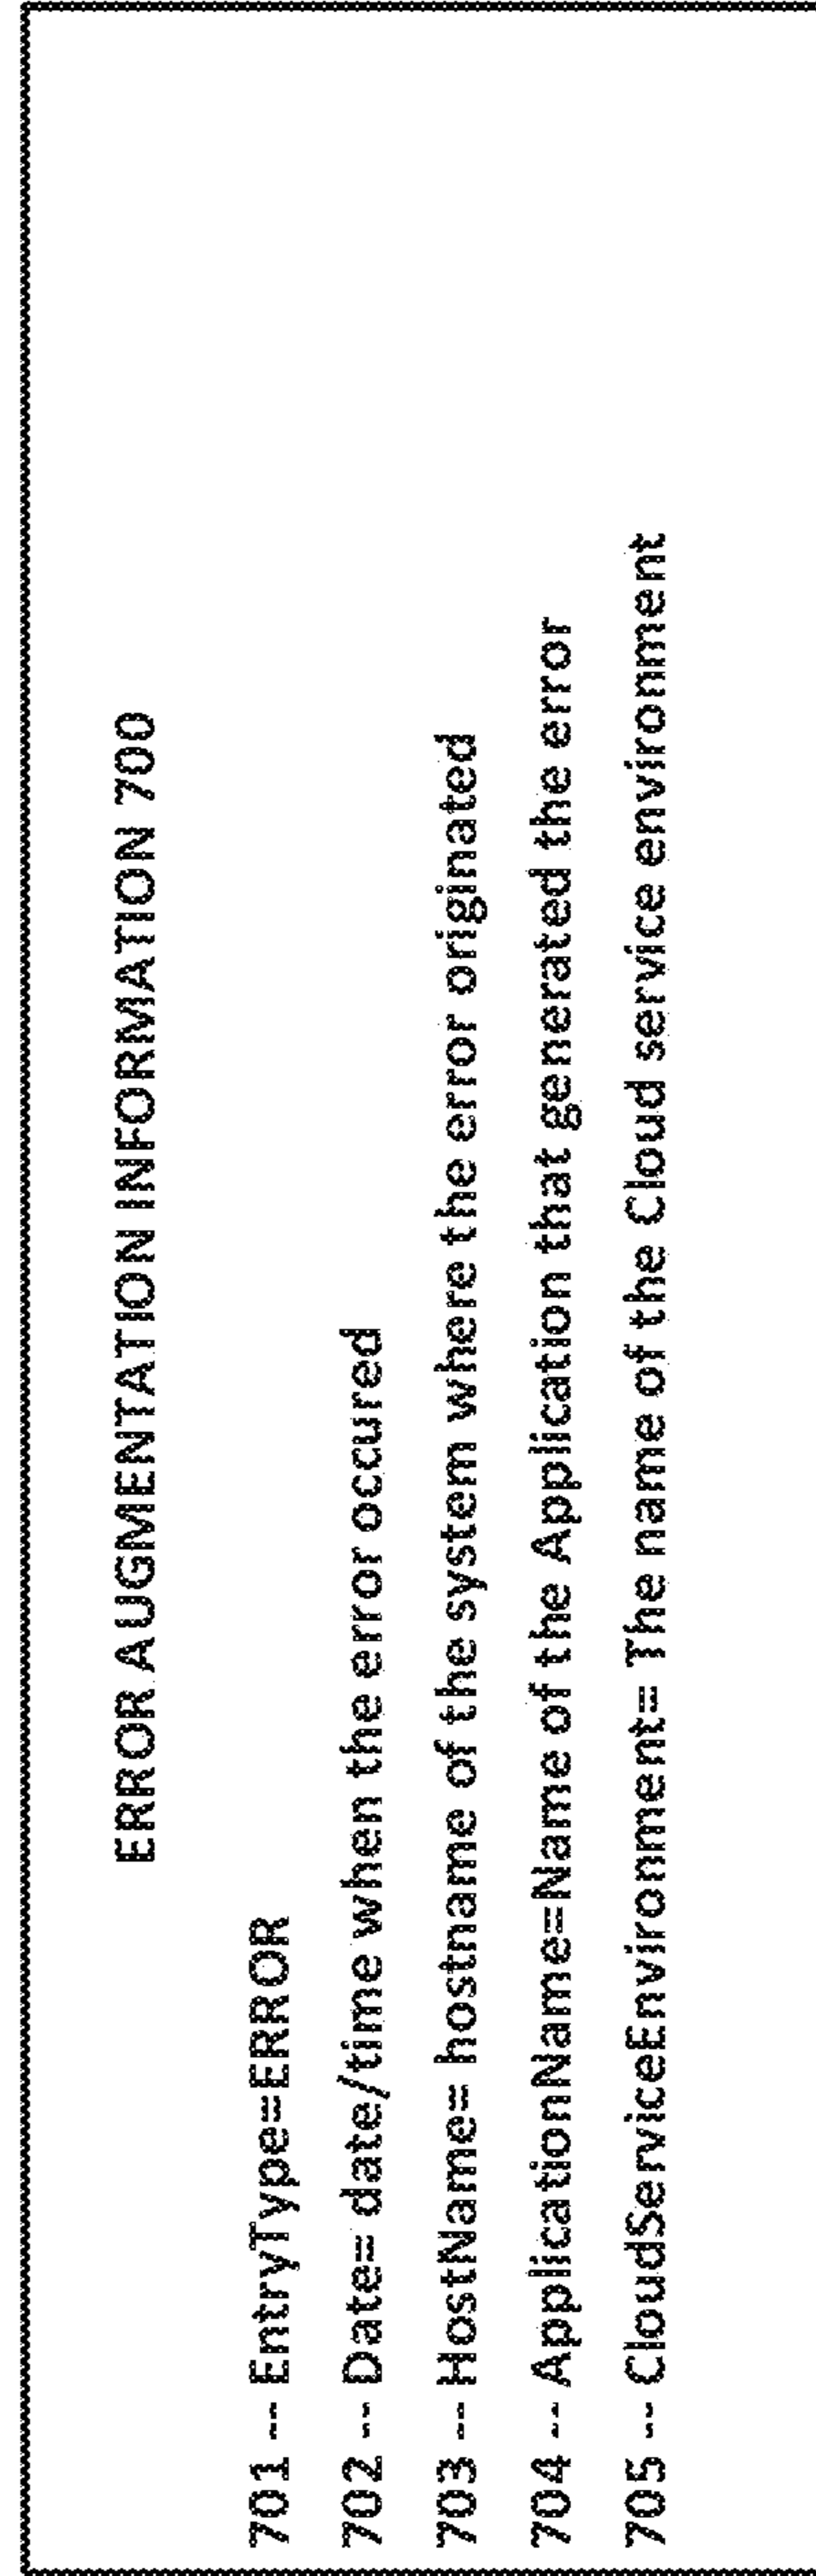 ERROR AUGMENTATION INFORMATION 700
701 -- EntryType=ERROR
702 -- Date= date/time when the error occured
703 -- HostName= hostname of the system where the error originated
704 -- ApplicationName=Name of the Application that generated the error
705 -- CloudServiceEnvironment= The name of the Cloud service environment